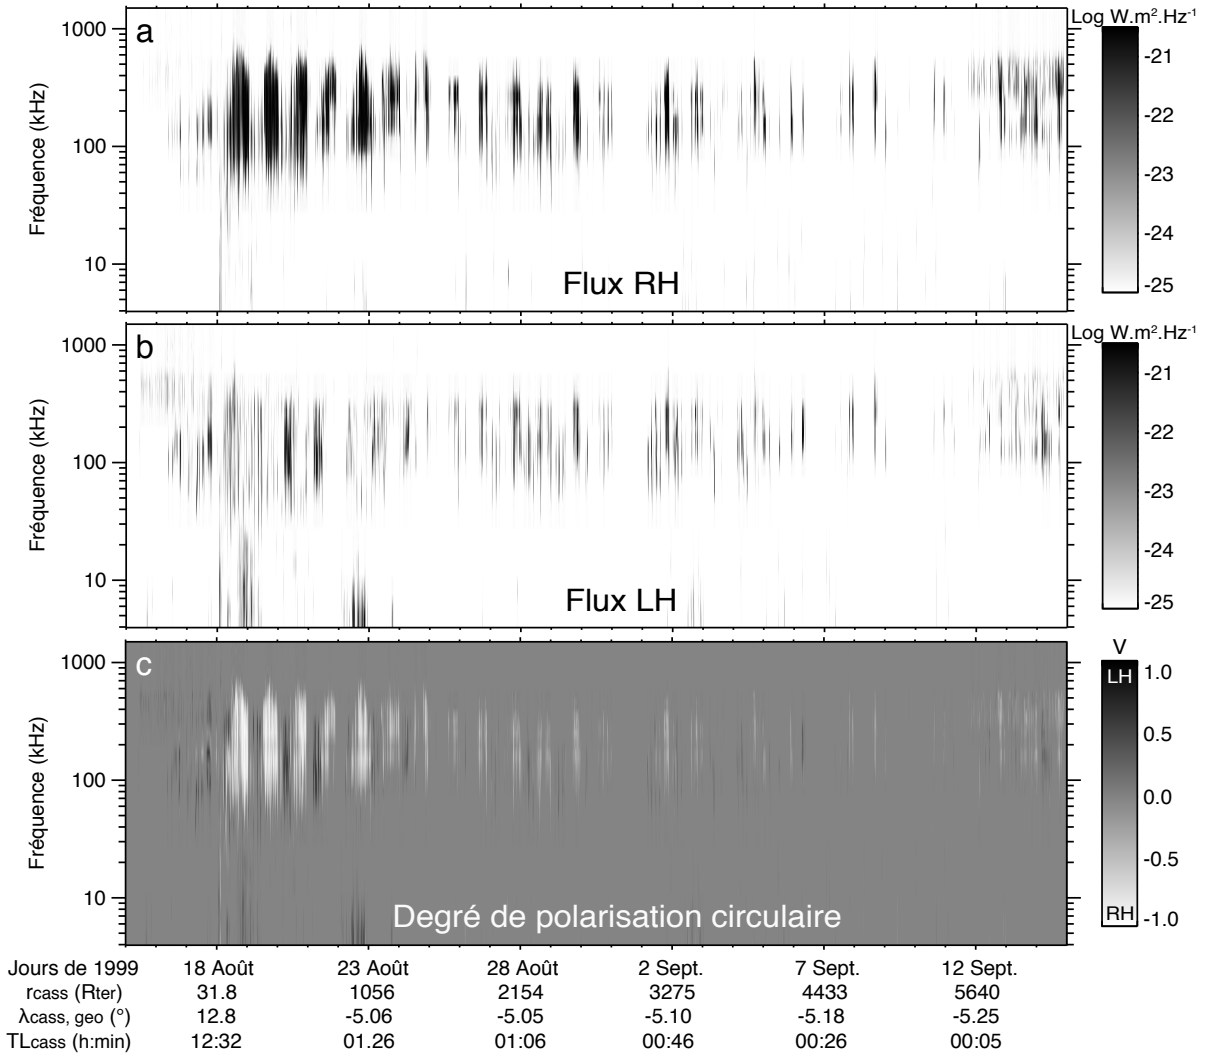 Log W.m².Hz⁻¹
a
1000
100
10
Fréquence (kHz)
Flux RH
-21
-22
-23
-24
-25
Log W.m².Hz⁻¹
b
1000
100
10
Fréquence (kHz)
Flux LH
-21
-22
-23
-24
-25
V
c
1000
100
10
Fréquence (kHz)
Degré de polarisation circulaire
LH
RH
1.0
0.5
0.0
-0.5
-1.0
Jours de 1999 18 Août 23 Août 28 Août 2 Sept. 7 Sept. 12 Sept.
rcass (Rter) 31.8 1056 2154 3275 4433 5640
λcass, geo (°) 12.8 -5.06 -5.05 -5.10 -5.18 -5.25
TLcass (h:min) 12:32 01.26 01:06 00:46 00:26 00:05